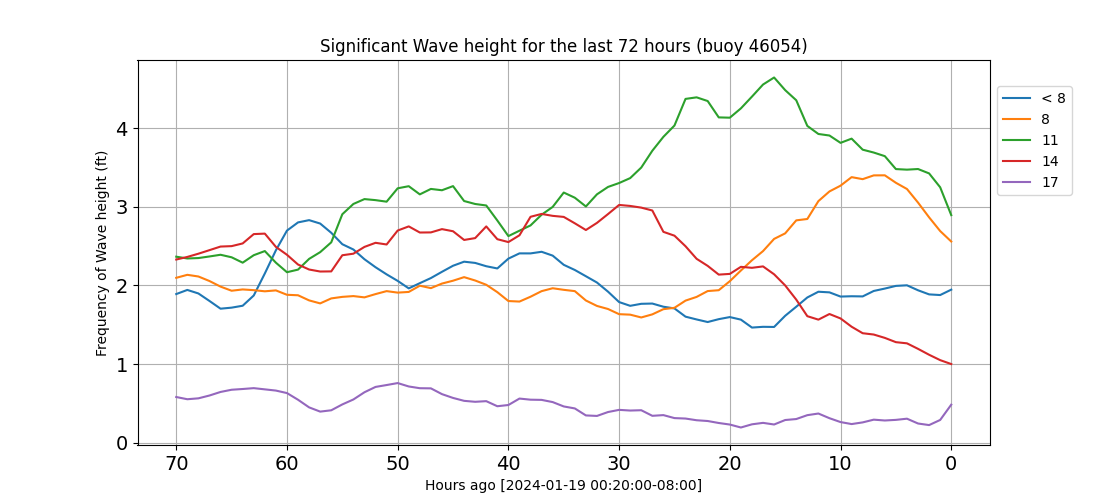 Significant Wave height for the last 72 hours (buoy 46054)
Frequency of Wave height (ft)
4
3
2
1
0
70 60 50 40 30 20 10 0
Hours ago [2024-01-19 00:20:00-08:00]
< 8
8
11
14
17